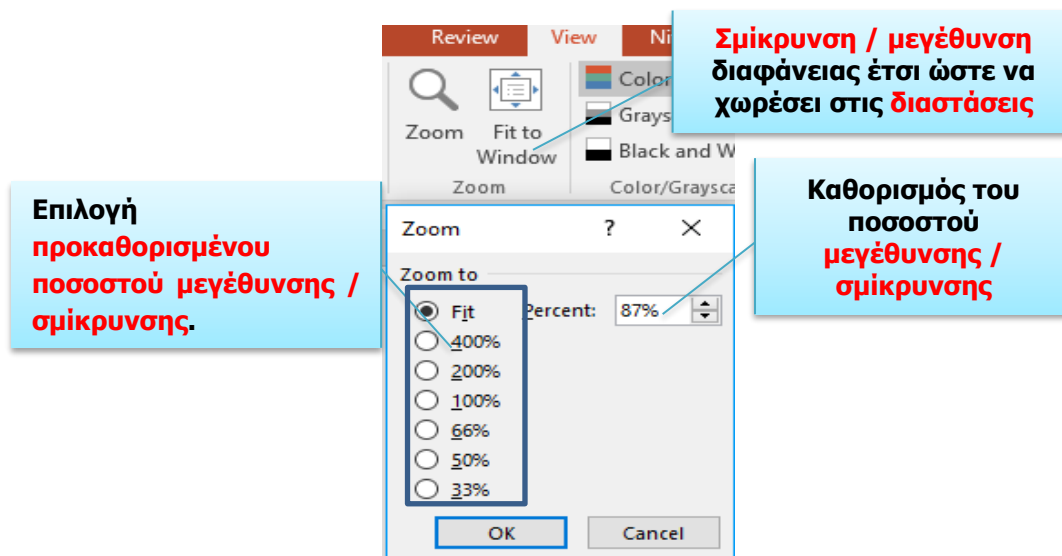 Review View Ni
Σμίκρυνση / μεγέθυνση
διαφάνειας έτσι ώστε να
χωρέσει στις διαστάσεις
Color
Grays
Black and W
Zoom Fit to
Window
Zoom Color/Graysca
Επιλογή
προκαθορισμένου
ποσοστού μεγέθυνσης /
σμίκρυνσης.
Καθορισμός του
ποσοστού
μεγέθυνσης /
σμίκρυνσης
Zoom ?
Zoom to
Fit Percent: 87%
400%
200%
100%
66%
50%
33%
OK Cancel